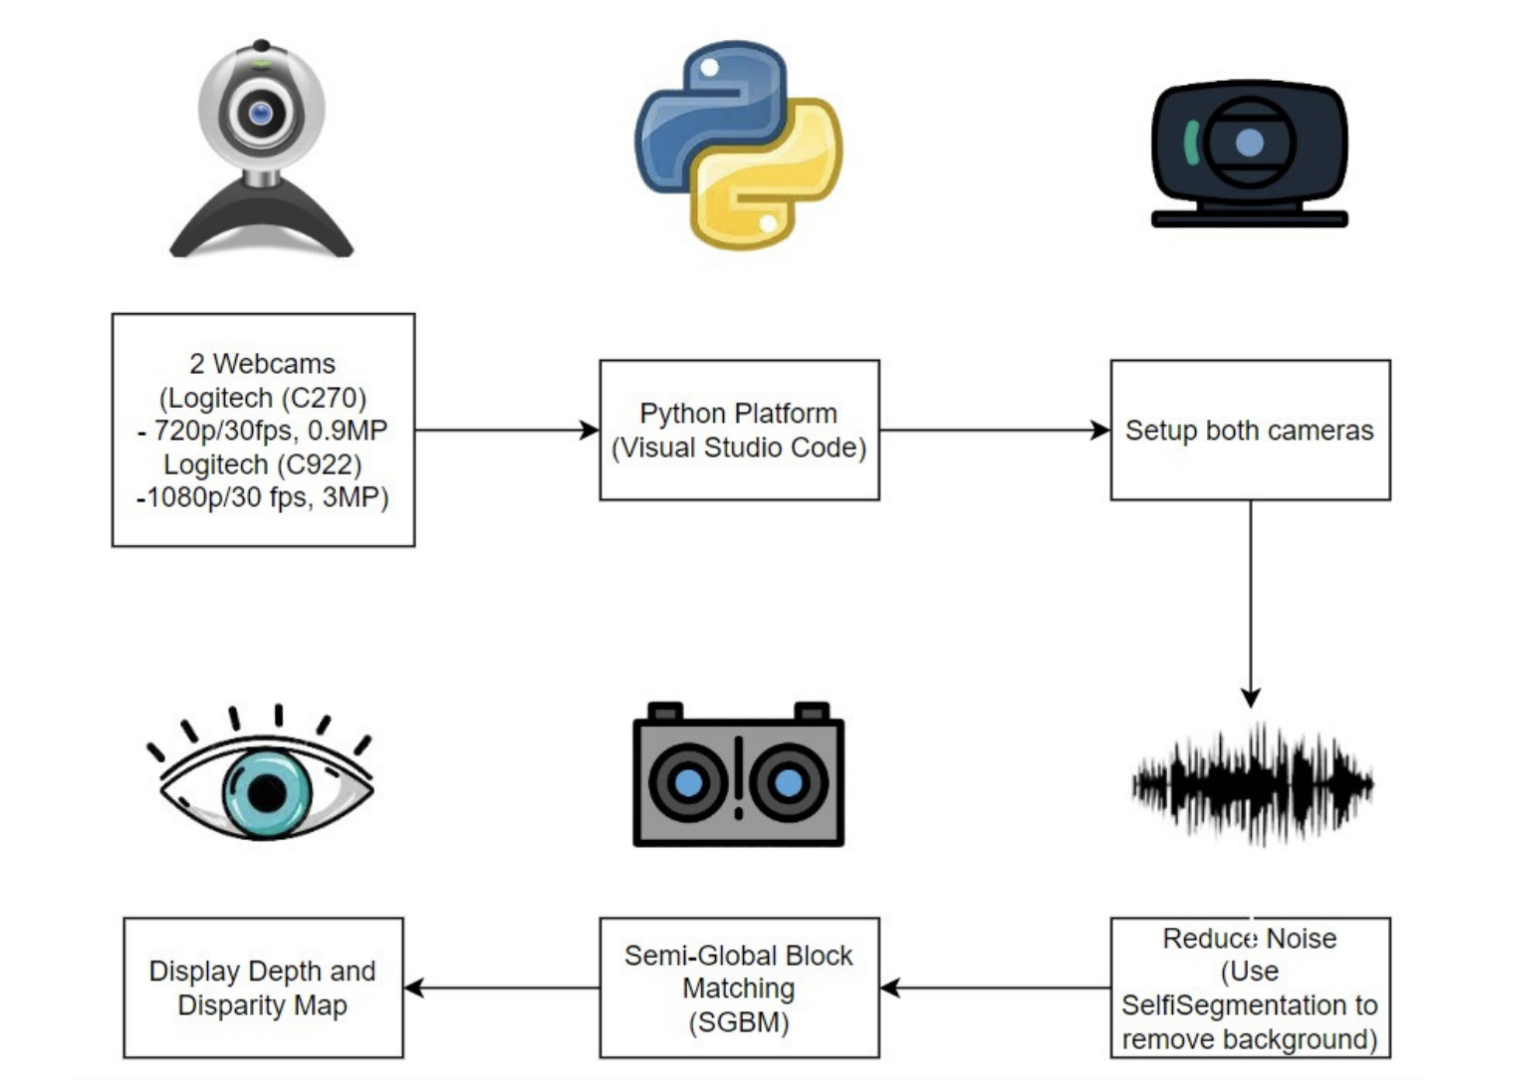 2 Webcams
(Logitech (C270)
- 720p/30fps, 0.9MP
Logitech (C922)
-1080p/30 fps, 3MP)
Python Platform
(Visual Studio Code)
Setup both cameras
Display Depth and
Disparity Map
Semi-Global Block
Matching
(SGBM)
Reduce Noise
(Use
SelfiSegmentation to
remove background)